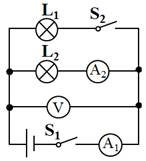 L₁ S₂
L₂ A₂
V
S₁ A₁